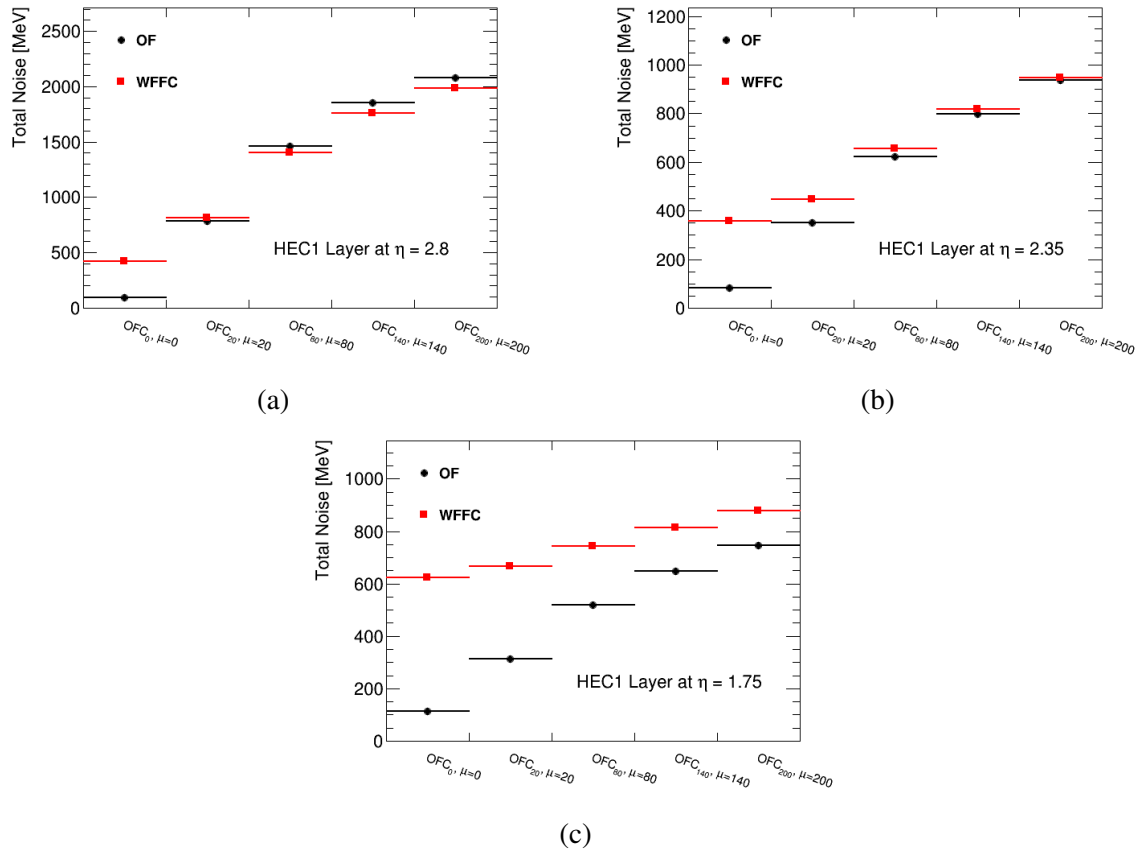 Total Noise [MeV]
2500
2000
1500
1000
500
0
OF
WFFC
HEC1 Layer at η = 2.8
OFC₀, μ=0
OFC₂₀, μ=20
OFC₈₀, μ=80
OFC₁₄₀, μ=140
OFC₂₀₀, μ=200
(a)
Total Noise [MeV]
1200
1000
800
600
400
200
0
OF
WFFC
HEC1 Layer at η = 2.35
OFC₀, μ=0
OFC₂₀, μ=20
OFC₈₀, μ=80
OFC₁₄₀, μ=140
OFC₂₀₀, μ=200
(b)
Total Noise [MeV]
1000
800
600
400
200
0
OF
WFFC
HEC1 Layer at η = 1.75
OFC₀, μ=0
OFC₂₀, μ=20
OFC₈₀, μ=80
OFC₁₄₀, μ=140
OFC₂₀₀, μ=200
(c)